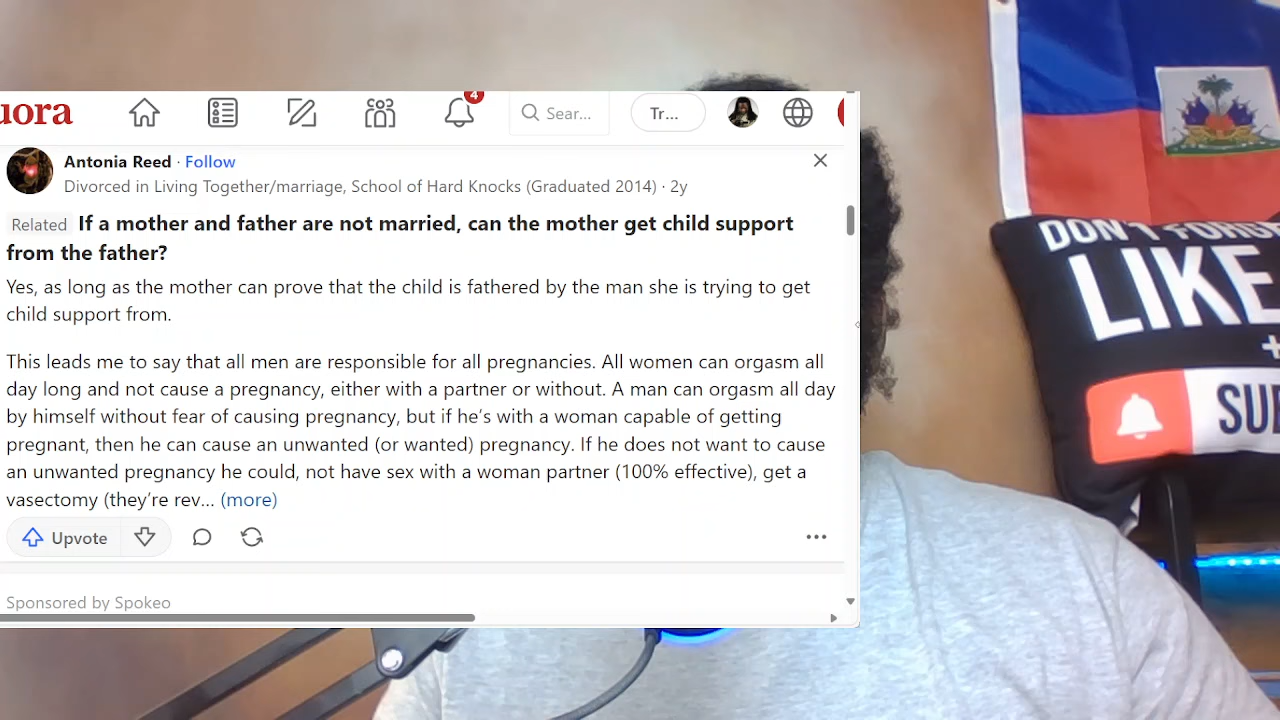 uora
4
Sear...
Tr...
Antonia Reed · Follow
Divorced in Living Together/marriage, School of Hard Knocks (Graduated 2014) · 2y
Related If a mother and father are not married, can the mother get child support
from the father?
Yes, as long as the mother can prove that the child is fathered by the man she is trying to get
child support from.
This leads me to say that all men are responsible for all pregnancies. All women can orgasm all
day long and not cause a pregnancy, either with a partner or without. A man can orgasm all day
by himself without fear of causing pregnancy, but if he's with a woman capable of getting
pregnant, then he can cause an unwanted (or wanted) pregnancy. If he does not want to cause
an unwanted pregnancy he could, not have sex with a woman partner (100% effective), get a
vasectomy (they're rev... (more)
Upvote
Sponsored by Spokeo
DON'T FORGE
LIKE
+
SUB